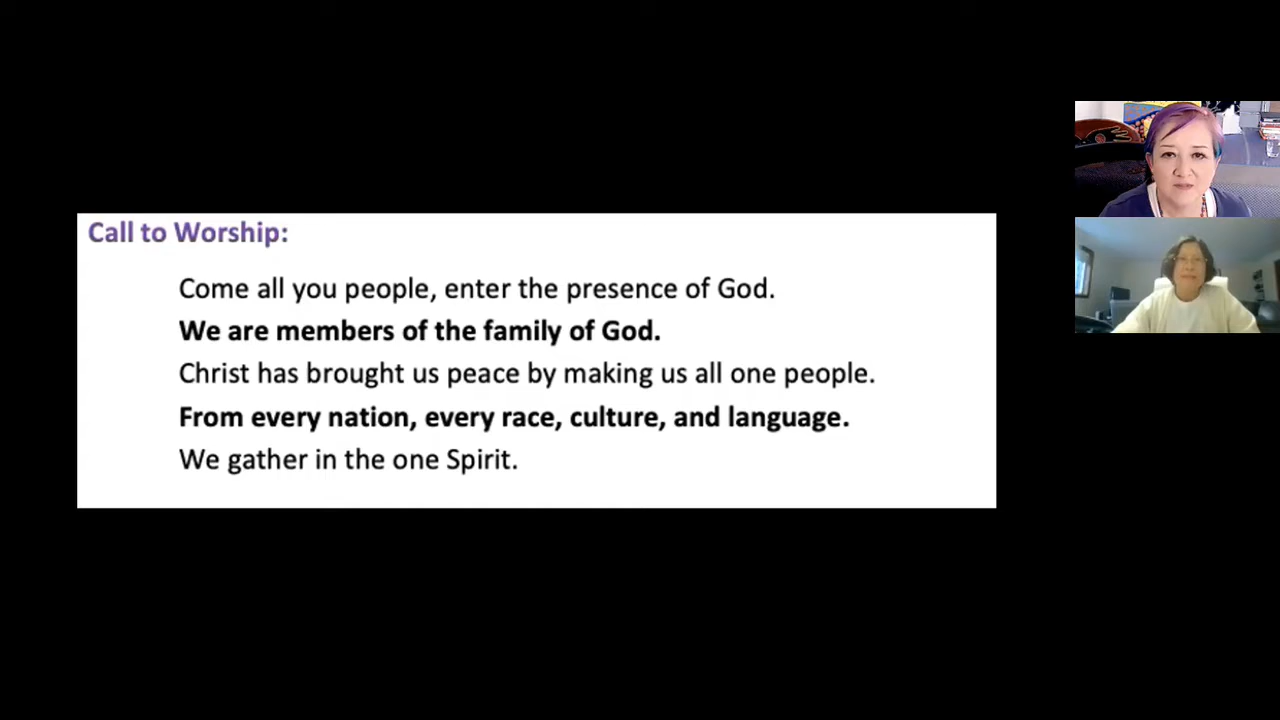 Call to Worship:
Come all you people, enter the presence of God.
We are members of the family of God.
Christ has brought us peace by making us all one people.
From every nation, every race, culture, and language.
We gather in the one Spirit.